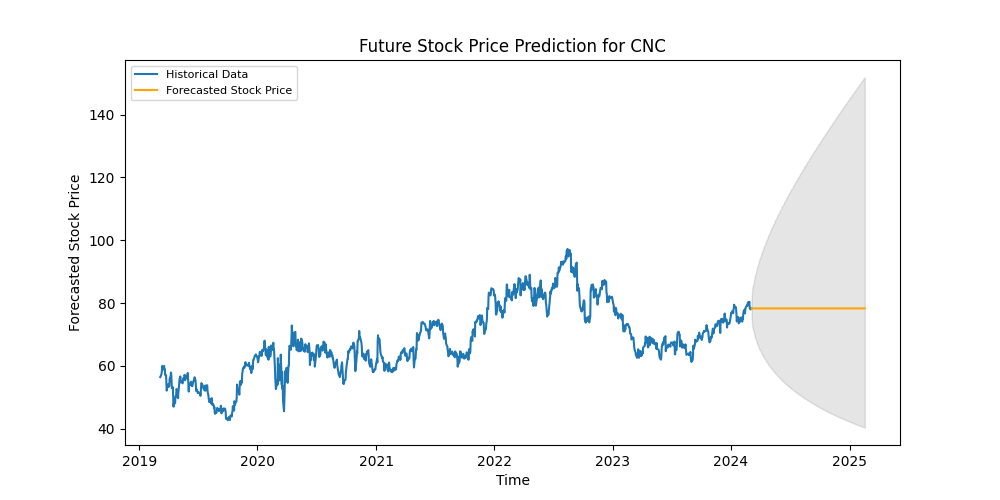 Future Stock Price Prediction for CNC
Historical Data
Forecasted Stock Price
Forecasted Stock Price
140
120
100
80
60
40
2019
2020
2021
2022
2023
2024
2025
Time